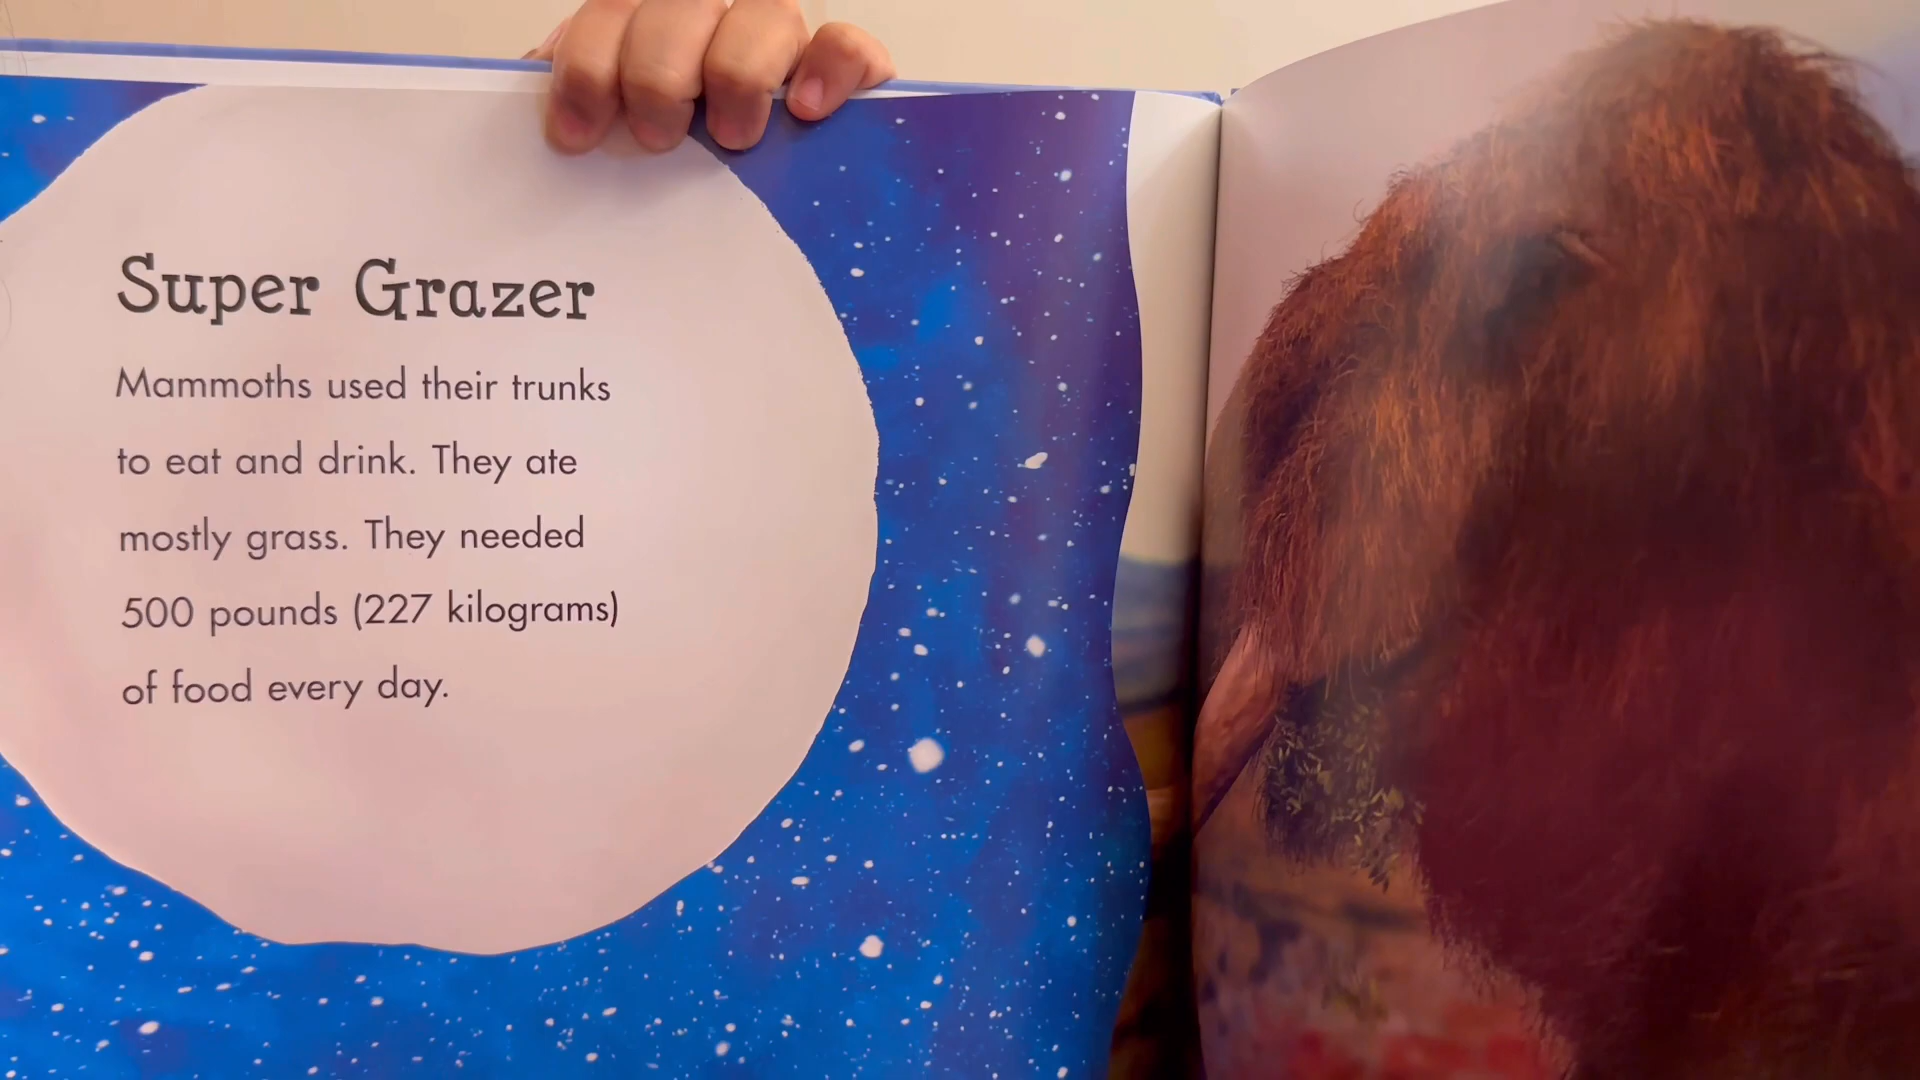 Super Grazer
Mammoths used their trunks
to eat and drink. They ate
mostly grass. They needed
500 pounds (227 kilograms)
of food every day.